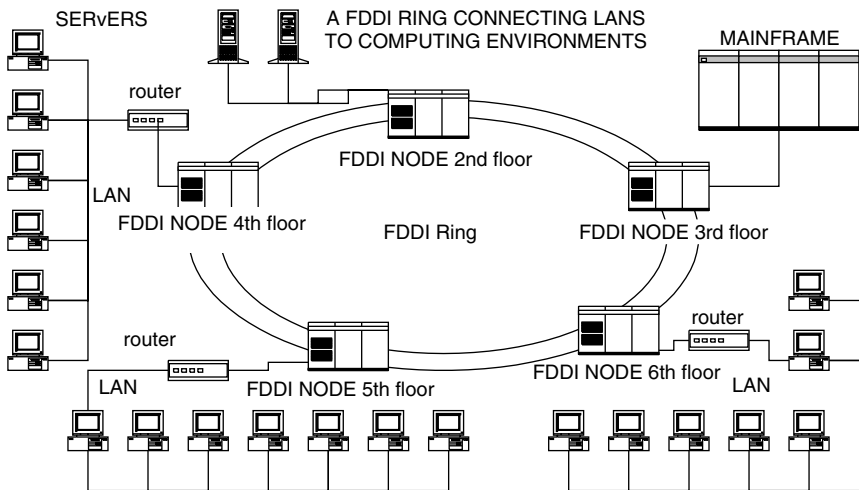 SERvERS
A FDDI RING CONNECTING LANS
TO COMPUTING ENVIRONMENTS
MAINFRAME
router
FDDI NODE 2nd floor
LAN
FDDI NODE 4th floor
FDDI Ring
FDDI NODE 3rd floor
router
router
LAN
FDDI NODE 5th floor
FDDI NODE 6th floor
LAN